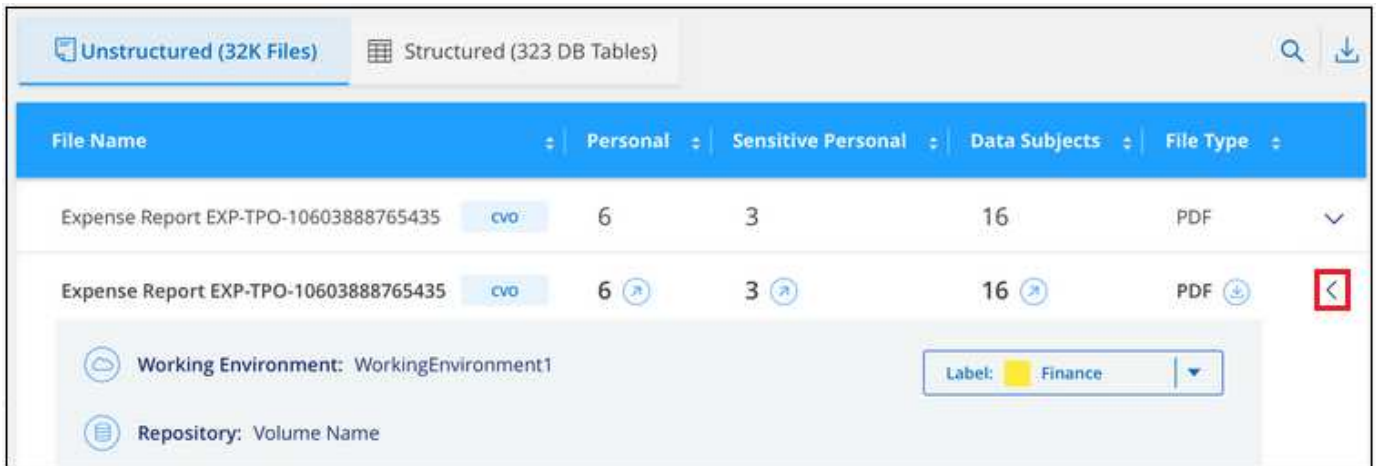 Unstructured (32K Files) Structured (323 DB Tables)
File Name Personal Sensitive Personal Data Subjects File Type
Expense Report EXP-TPO-10603888765435 CVO 6 3 16 PDF
Expense Report EXP-TPO-10603888765435 CVO 6 3 16 PDF
Working Environment: WorkingEnvironment1 Label: Finance
Repository: Volume Name